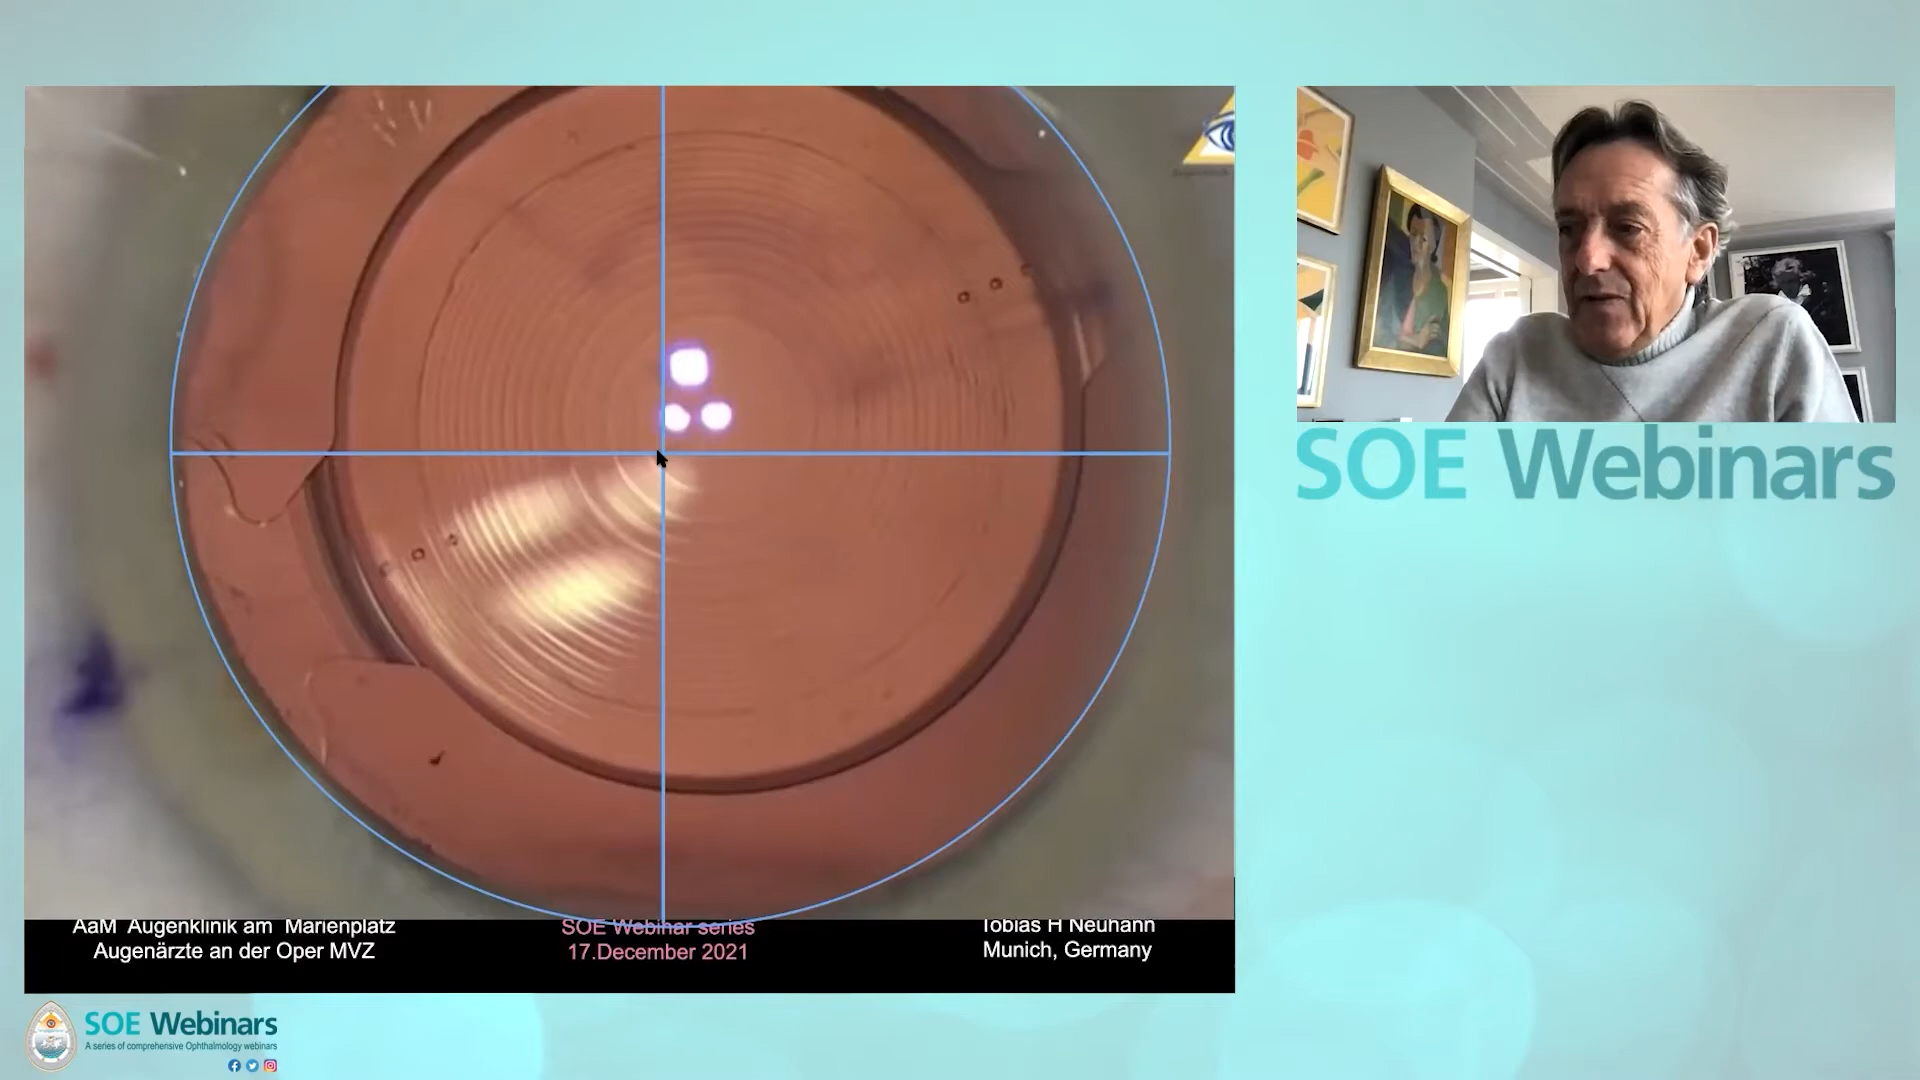 SOE Webinars
AaM Augenklinik am Marienplatz
Augenärzte an der Oper MVZ
SOE Webinar series
17.December 2021
Tobias H Neuhann
Munich, Germany
SOE Webinars
A series of comprehensive Ophthalmology webinars